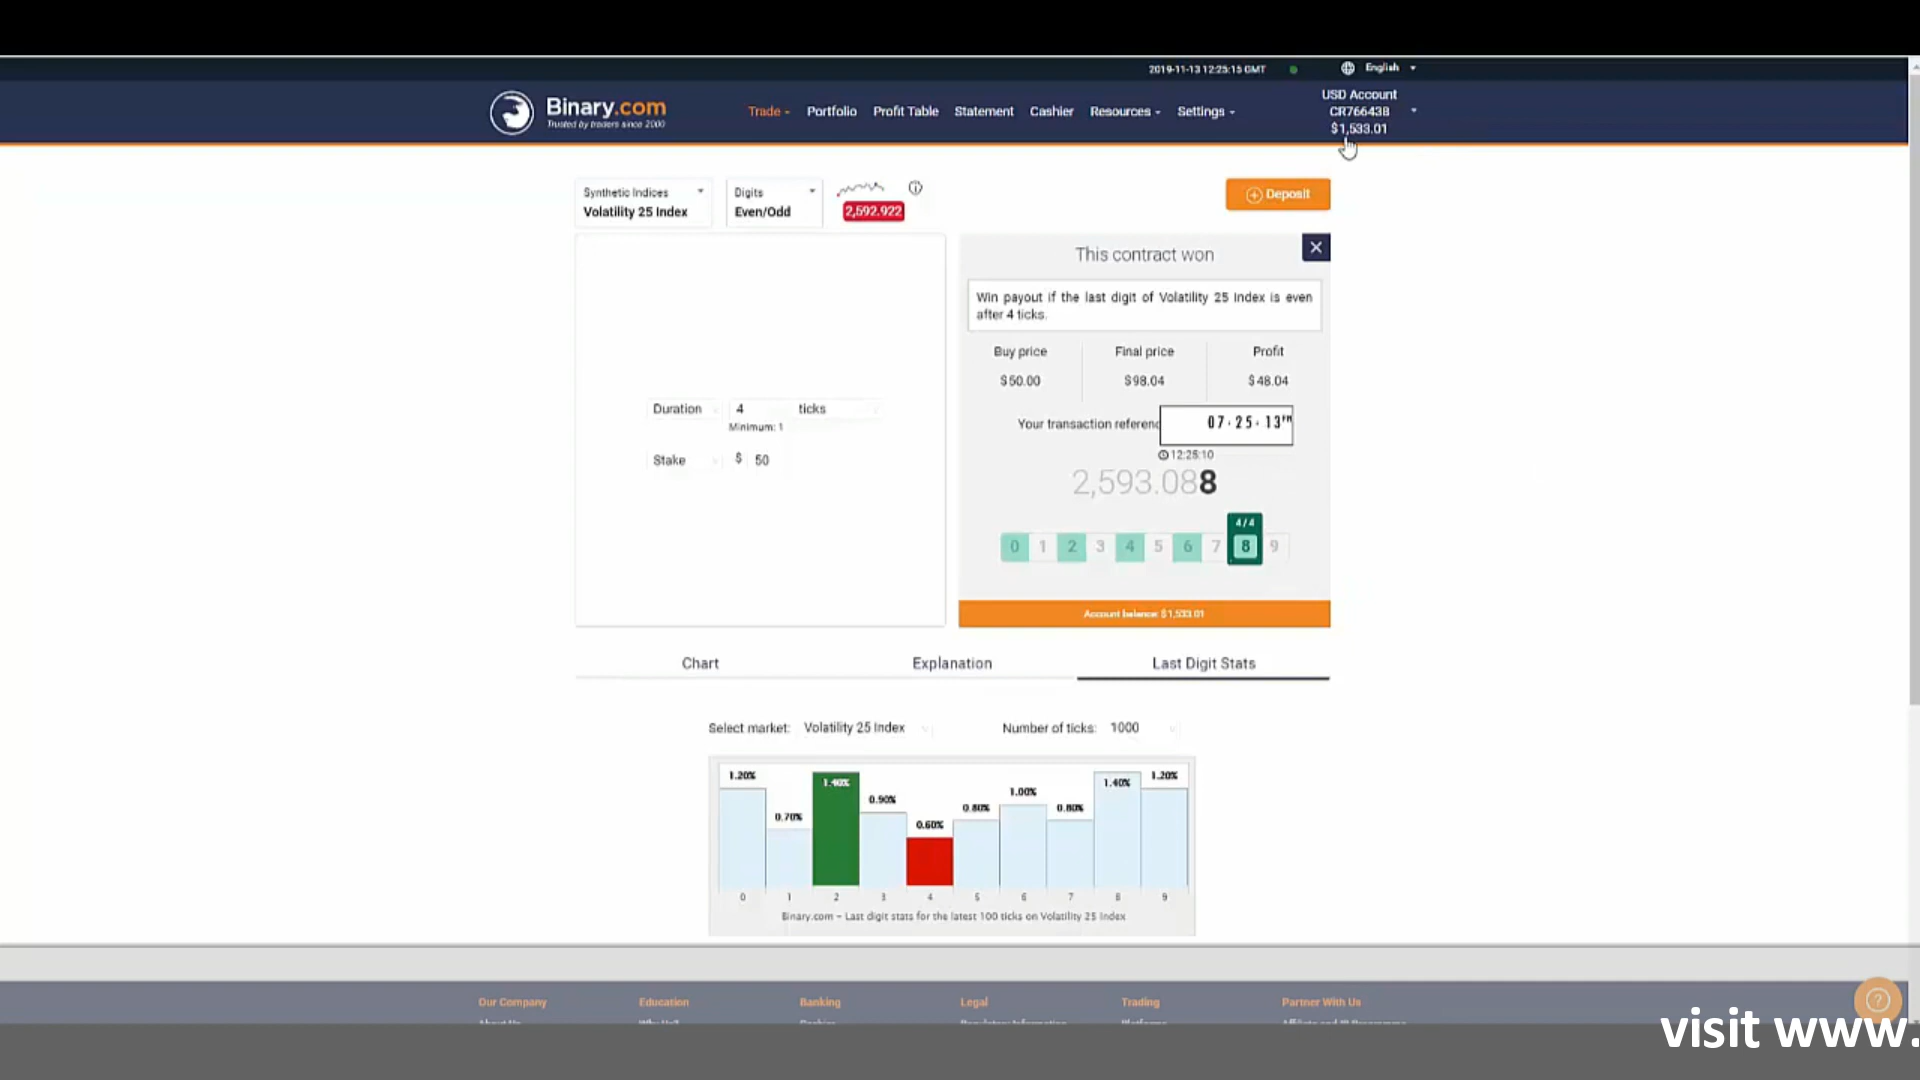 2019-11-13 12:25:15 GMT
English
Binary.com
Trusted by traders since 2000
Trade
Portfolio
Profit Table
Statement
Cashier
Resources
Settings
USD Account
CR766438
$1,533.01
Synthetic Indices
Volatility 25 Index
Digits
Even/Odd
2,592.922
Deposit
This contract won
Win payout if the last digit of Volatility 25 Index is even
after 4 ticks.
Buy price
Final price
Profit
$50.00
$98.04
$48.04
Duration
4
ticks
Minimum: 1
Stake
$ 50
Your transaction referenc
07:25:13PM
12:25:10
2,593.088
4/4
0 1 2 3 4 5 6 7 8 9
Account balance: $1,533.01
Chart
Explanation
Last Digit Stats
Select market: Volatility 25 Index
Number of ticks: 1000
1.20% 0.70% 1.40% 0.90% 0.60% 0.80% 1.00% 0.80% 1.40% 1.20%
0 1 2 3 4 5 6 7 8 9
Binary.com - Last digit stats for the latest 100 ticks on Volatility 25 Index
Our Company
Education
Banking
Legal
Trading
Partner With Us
visit www.